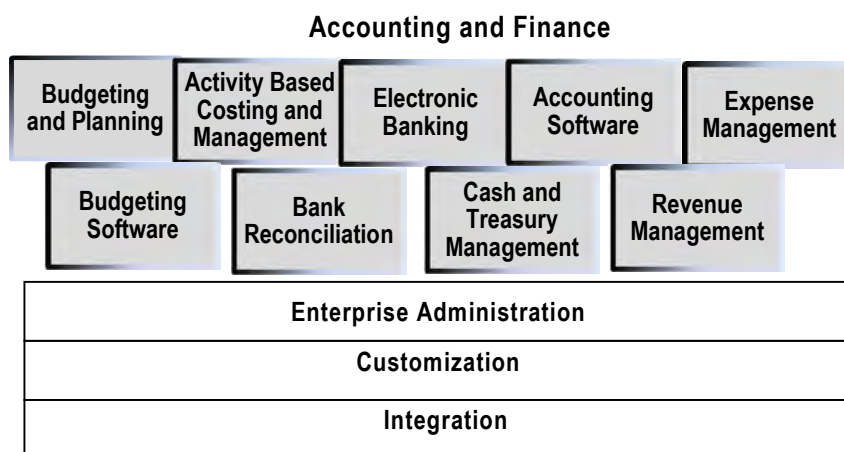 Accounting and Finance
Budgeting
and Planning
Activity Based
Costing and
Management
Electronic
Banking
Accounting
Software
Expense
Management
Budgeting
Software
Bank
Reconciliation
Cash and
Treasury
Management
Revenue
Management
Enterprise Administration
Customization
Integration